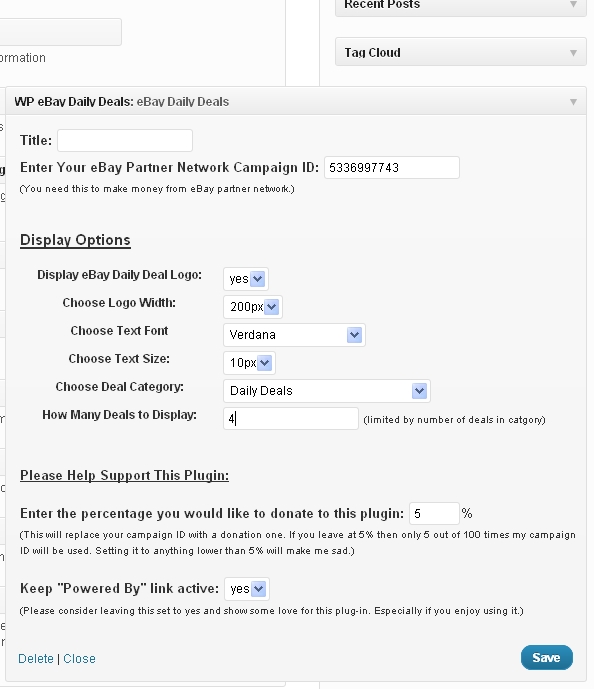 Recent Posts
ormation
Tag Cloud
WP eBay Daily Deals: eBay Daily Deals
Title:
Enter Your eBay Partner Network Campaign ID: 5336997743
(You need this to make money from eBay partner network.)
Display Options
Display eBay Daily Deal Logo: yes
Choose Logo Width: 200px
Choose Text Font Verdana
Choose Text Size: 10px
Choose Deal Category: Daily Deals
How Many Deals to Display: 4 (limited by number of deals in catgory)
Please Help Support This Plugin:
Enter the percentage you would like to donate to this plugin: 5 %
(This will replace your campaign ID with a donation one. If you leave at 5% then only 5 out of 100 times my campaign
ID will be used. Setting it to anything lower than 5% will make me sad.)
Keep "Powered By" link active: yes
(Please consider leaving this set to yes and show some love for this plug-in. Especially if you enjoy using it.)
Delete | Close
Save